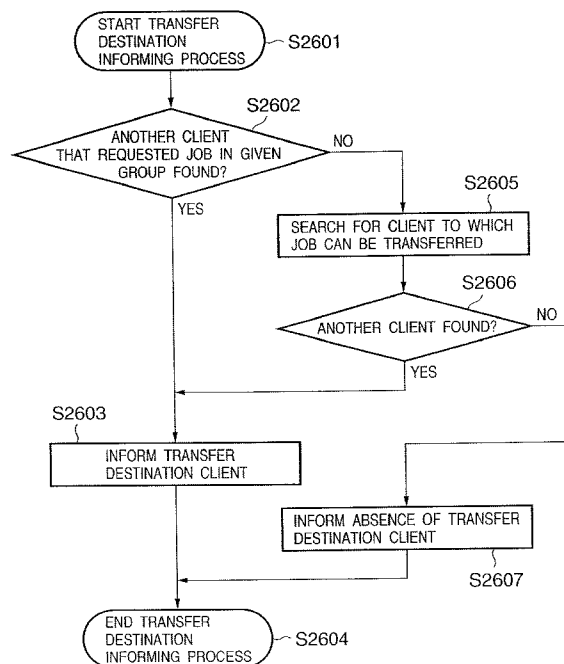 START TRANSFER
DESTINATION
INFORMING PROCESS
S2601
S2602
ANOTHER CLIENT
THAT REQUESTED JOB IN GIVEN
GROUP FOUND?
NO
YES
S2605
SEARCH FOR CLIENT TO WHICH
JOB CAN BE TRANSFERRED
S2606
ANOTHER CLIENT FOUND?
NO
YES
S2603
INFORM TRANSFER
DESTINATION CLIENT
INFORM ABSENCE OF TRANSFER
DESTINATION CLIENT
S2607
END TRANSFER
DESTINATION
INFORMING PROCESS
S2604